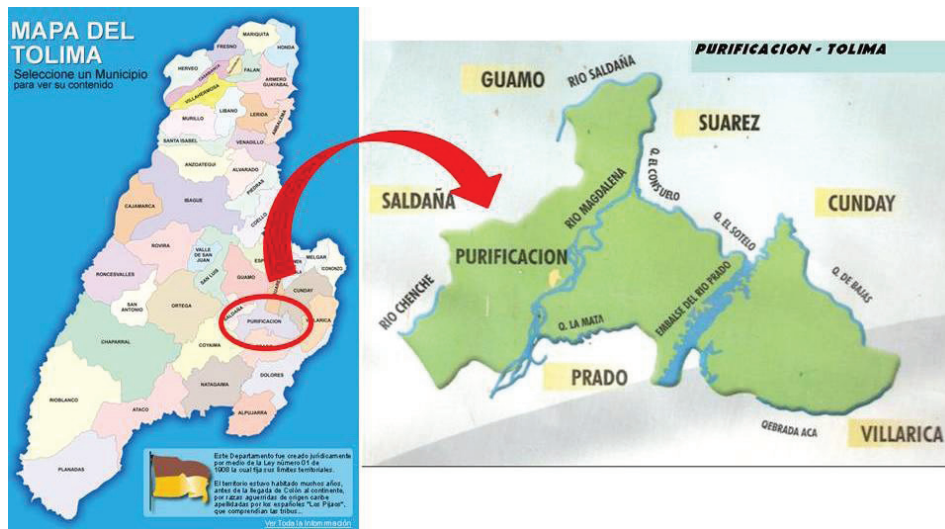 MAPA DEL
TOLIMA
Seleccione un Municipio
para ver su contenido
MARIQUITA
FRESNO
HONDA
HERVEO
CASABIANCA
FALAN
ARMERO
GUAYABAL
VILLAHERMOSA
LIBANO
LERIDA
AMBALEMA
MURILLO
SANTA ISABEL
VENADILLO
ANZOATEGUI
ALVARADO
PIEDRAS
CAJAMARCA
IBAGUE
COELLO
ROVIRA
VALLE
DE SAN
JUAN
ESP
MELGAR
ICONONZO
RONCESVALLES
SAN LUIS
GUAMO
CUNDAY
SAN
ANTONIO
ORTEGA
SALDAÑA
PURIFICACION
VILLARICA
CHAPARRAL
COYAIMA
NATAGAIMA
DOLORES
RIOBLANCO
ATACO
ALPUJARRA
PLANADAS
Este Departamento fue creado jurídicamente
por medio de la Ley número 01 de
1908 la cual fija sus límites territoriales.
El territorio estuvo habitado muchos años,
antes de la llegada de Colón al continente,
por razas aguerridas de origen caribe
apellidadas por los españoles "Los Pijaos",
que comprendían las tribus...
Ver Toda la Información
PURIFICACION - TOLIMA
GUAMO
RIO SALDAÑA
SUAREZ
SALDAÑA
RIO MAGDALENA
Q. EL CONSUELO
CUNDAY
Q. EL SOTELO
PURIFICACION
RIO CHENCHE
EMBALSE DEL RIO PRADO
Q. DE BAJAS
Q. LA MATA
PRADO
QEBRADA ACA
VILLARICA